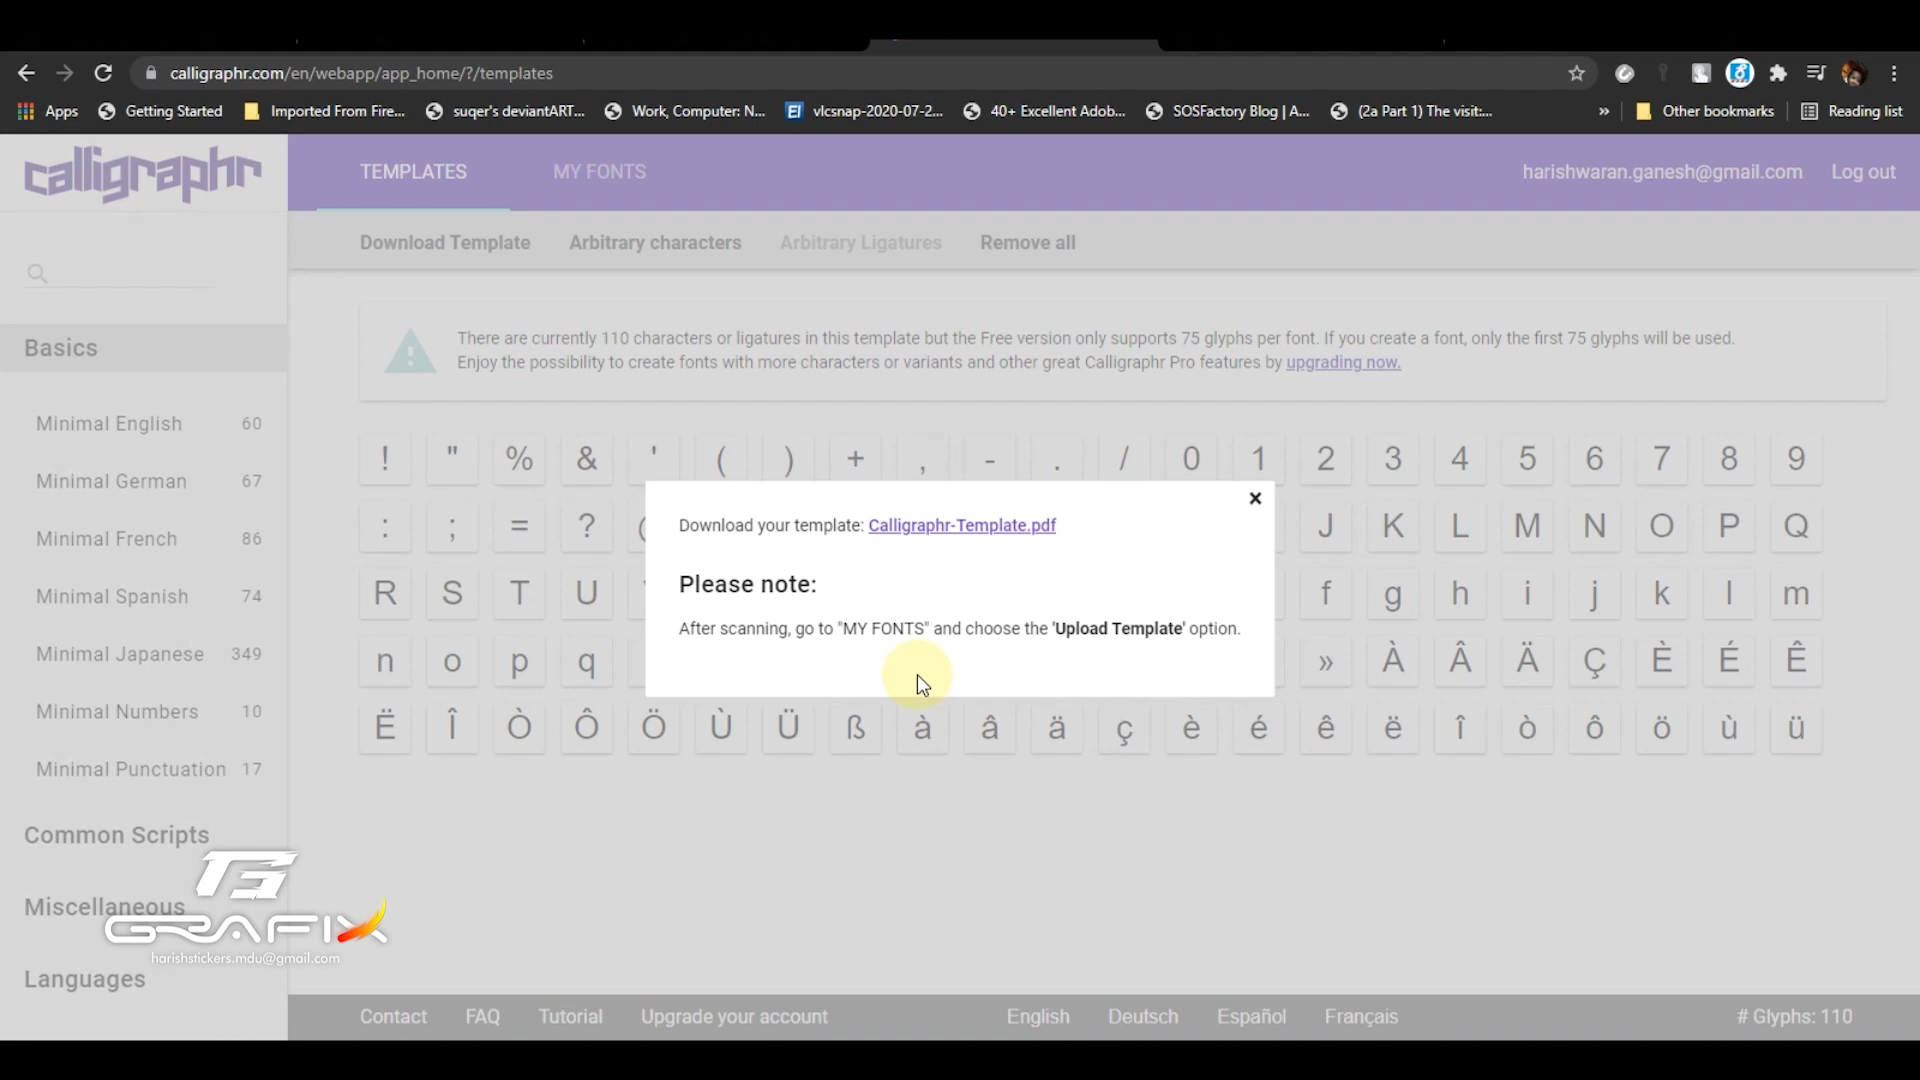 calligraphr.com/en/webapp/app_home/?/templates
Apps Getting Started Imported From Fire... suqer's deviantART... Work, Computer: N... EI vlcsnap-2020-07-2... 40+ Excellent Adob... SOSFactory Blog | A... (2a Part 1) The visit:... » Other bookmarks Reading list
calligraphr TEMPLATES MY FONTS harishwaran.ganesh@gmail.com Log out
Download Template Arbitrary characters Arbitrary Ligatures Remove all
There are currently 110 characters or ligatures in this template but the Free version only supports 75 glyphs per font. If you create a font, only the first 75 glyphs will be used.
Enjoy the possibility to create fonts with more characters or variants and other great Calligraphr Pro features by upgrading now.
Basics
Minimal English 60
Minimal German 67
Minimal French 86
Minimal Spanish 74
Minimal Japanese 349
Minimal Numbers 10
Minimal Punctuation 17
Common Scripts
Miscellaneous
Languages
! " % & ' ( ) + , - . / 0 1 2 3 4 5 6 7 8 9
: ; = ? J K L M N O P Q
R S T U f g h i j k l m
n o p q » À Â Ä Ç È É Ê
Ë Î Ò Ô Ö Ù Ü ß à â ä ç è é ê ë î ò ô ö ù ü
Download your template: Calligraphr-Template.pdf
Please note:
After scanning, go to "MY FONTS" and choose the 'Upload Template' option.
GRAFIX
harishstickers.mdu@gmail.com
Contact FAQ Tutorial Upgrade your account English Deutsch Español Français # Glyphs: 110